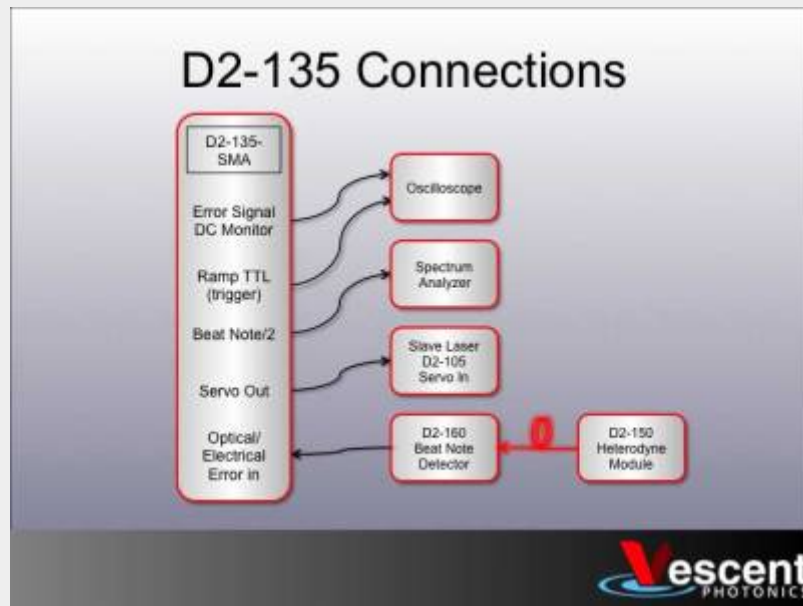 D2-135 Connections
D2-135-
SMA
Error Signal
DC Monitor
Ramp TTL
(trigger)
Beat Note/2
Servo Out
Optical/
Electrical
Error in
Oscilloscope
Spectrum
Analyzer
Slave Laser
D2-105
Servo In
D2-160
Beat Note
Detector
D2-150
Heterodyne
Module
Vescent
PHOTONICS